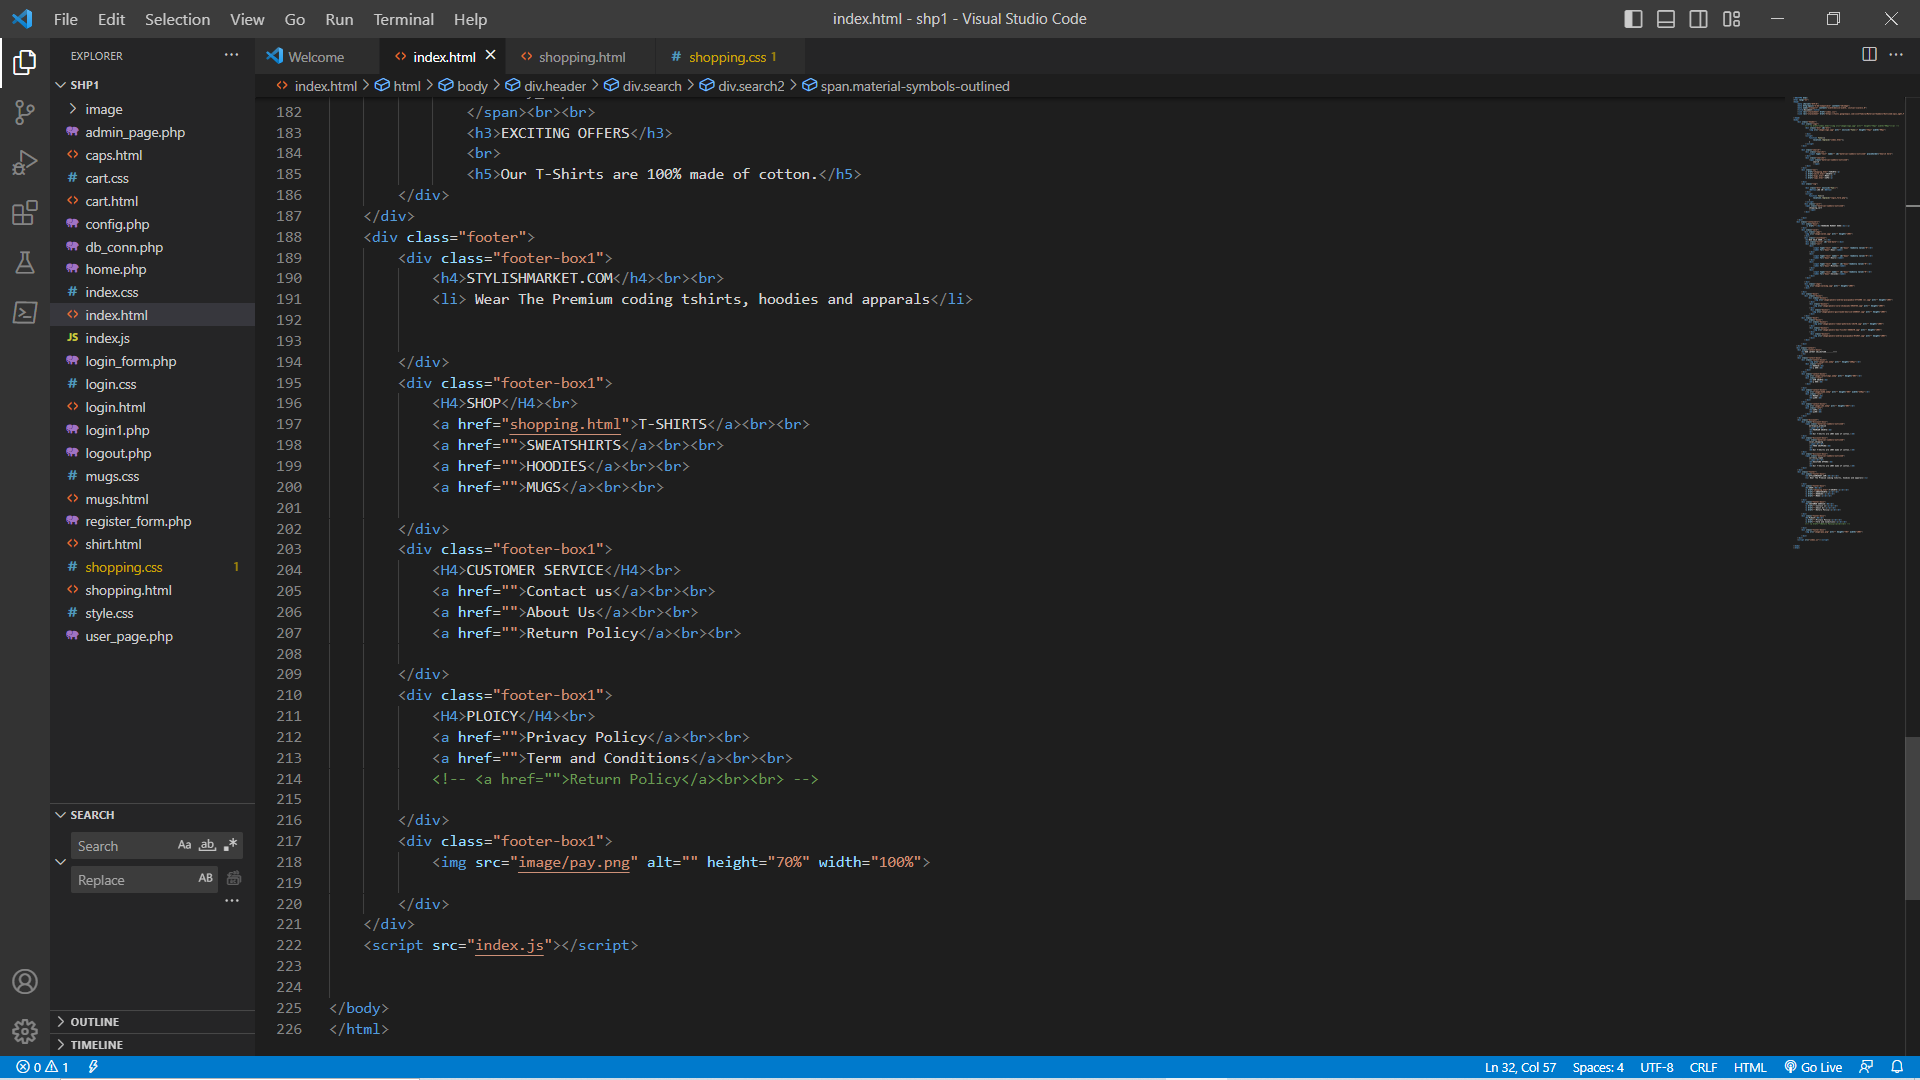 File Edit Selection View Go Run Terminal Help
index.html - shp1 - Visual Studio Code
EXPLORER
SHP1
image
admin_page.php
caps.html
cart.css
cart.html
config.php
db_conn.php
home.php
index.css
index.html
index.js
login_form.php
login.css
login.html
login1.php
logout.php
mugs.css
mugs.html
register_form.php
shirt.html
shopping.css 1
shopping.html
style.css
user_page.php
SEARCH
Search
Replace
OUTLINE
TIMELINE
Welcome index.html shopping.html shopping.css 1
index.html > html > body > div.header > div.search > div.search2 > span.material-symbols-outlined
182 </span><br><br>
183 <h3>EXCITING OFFERS</h3>
184 <br>
185 <h5>Our T-Shirts are 100% made of cotton.</h5>
186 </div>
187 </div>
188 <div class="footer">
189 <div class="footer-box1">
190 <h4>STYLISHMARKET.COM</h4><br><br>
191 <li> Wear The Premium coding tshirts, hoodies and apparals</li>
192
193
194 </div>
195 <div class="footer-box1">
196 <H4>SHOP</H4><br>
197 <a href="shopping.html">T-SHIRTS</a><br><br>
198 <a href="">SWEATSHIRTS</a><br><br>
199 <a href="">HOODIES</a><br><br>
200 <a href="">MUGS</a><br><br>
201
202 </div>
203 <div class="footer-box1">
204 <H4>CUSTOMER SERVICE</H4><br>
205 <a href="">Contact us</a><br><br>
206 <a href="">About Us</a><br><br>
207 <a href="">Return Policy</a><br><br>
208
209 </div>
210 <div class="footer-box1">
211 <H4>PLOICY</H4><br>
212 <a href="">Privacy Policy</a><br><br>
213 <a href="">Term and Conditions</a><br><br>
214 <!-- <a href="">Return Policy</a><br><br> -->
215
216 </div>
217 <div class="footer-box1">
218 <img src="image/pay.png" alt="" height="70%" width="100%">
219
220 </div>
221 </div>
222 <script src="index.js"></script>
223
224
225 </body>
226 </html>
0 1 Ln 32, Col 57 Spaces: 4 UTF-8 CRLF HTML Go Live